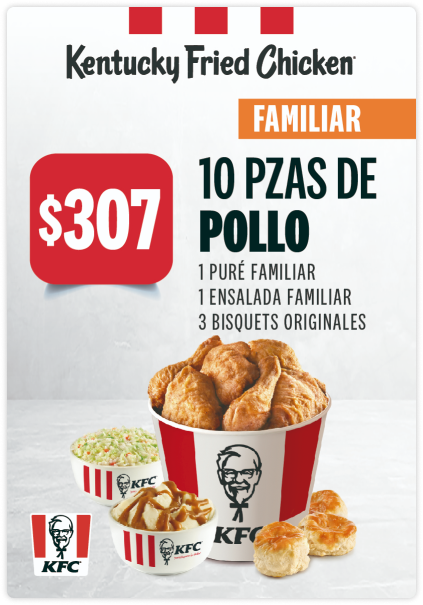 Kentucky Fried Chicken
FAMILIAR
$307
10 PZAS DE
POLLO
1 PURÉ FAMILIAR
1 ENSALADA FAMILIAR
3 BISQUETS ORIGINALES
KFC
KFC
KFC
KFC